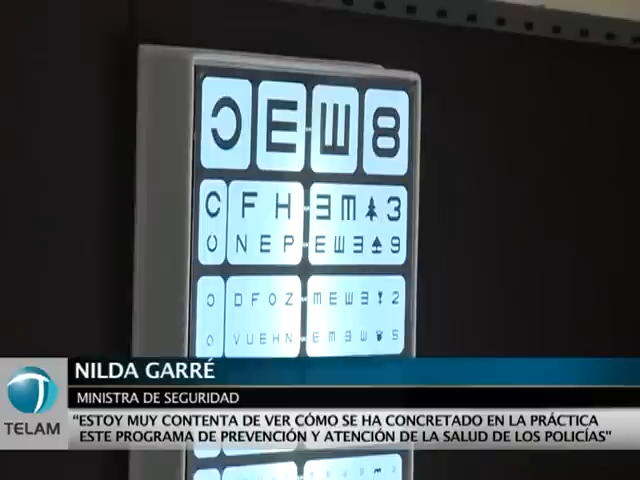 E 8
C F H 3
N E P 9
D F O Z 2
V U E H N 5
NILDA GARRÉ
MINISTRA DE SEGURIDAD
"ESTOY MUY CONTENTA DE VER CÓMO SE HA CONCRETADO EN LA PRÁCTICA
ESTE PROGRAMA DE PREVENCIÓN Y ATENCIÓN DE LA SALUD DE LOS POLICÍAS"
TELAM